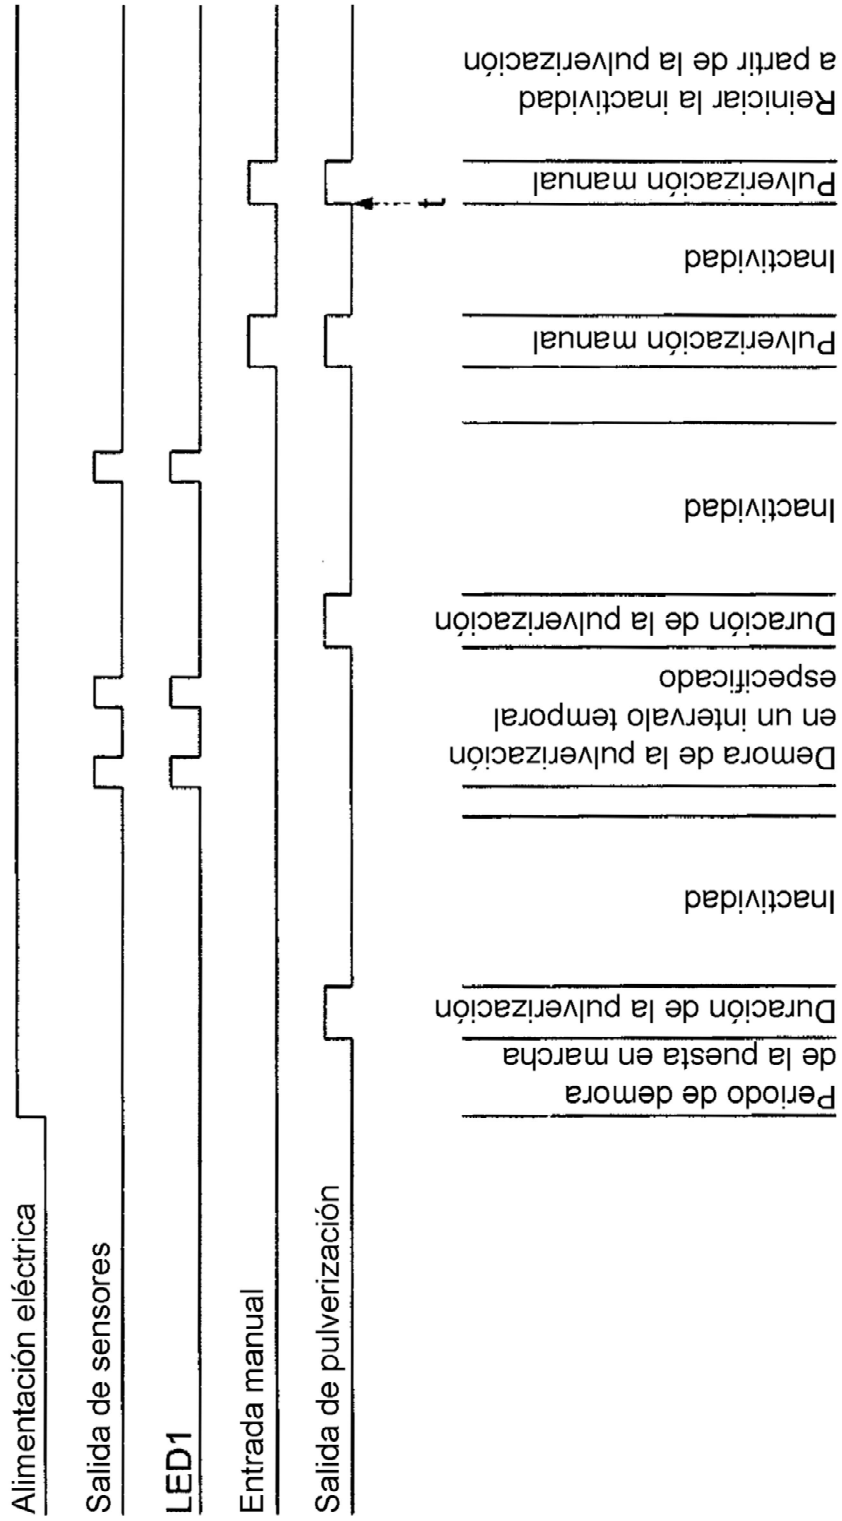 Alimentación eléctrica
Salida de sensores
LED1
Entrada manual
Salida de pulverización
Periodo de demora
de la puesta en marcha
Duración de la pulverización
Inactividad
Demora de la pulverización
en un intervalo temporal
especificado
Duración de la pulverización
Inactividad
Pulverización manual
Inactividad
t
Pulverización manual
Reiniciar la inactividad
a partir de la pulverización